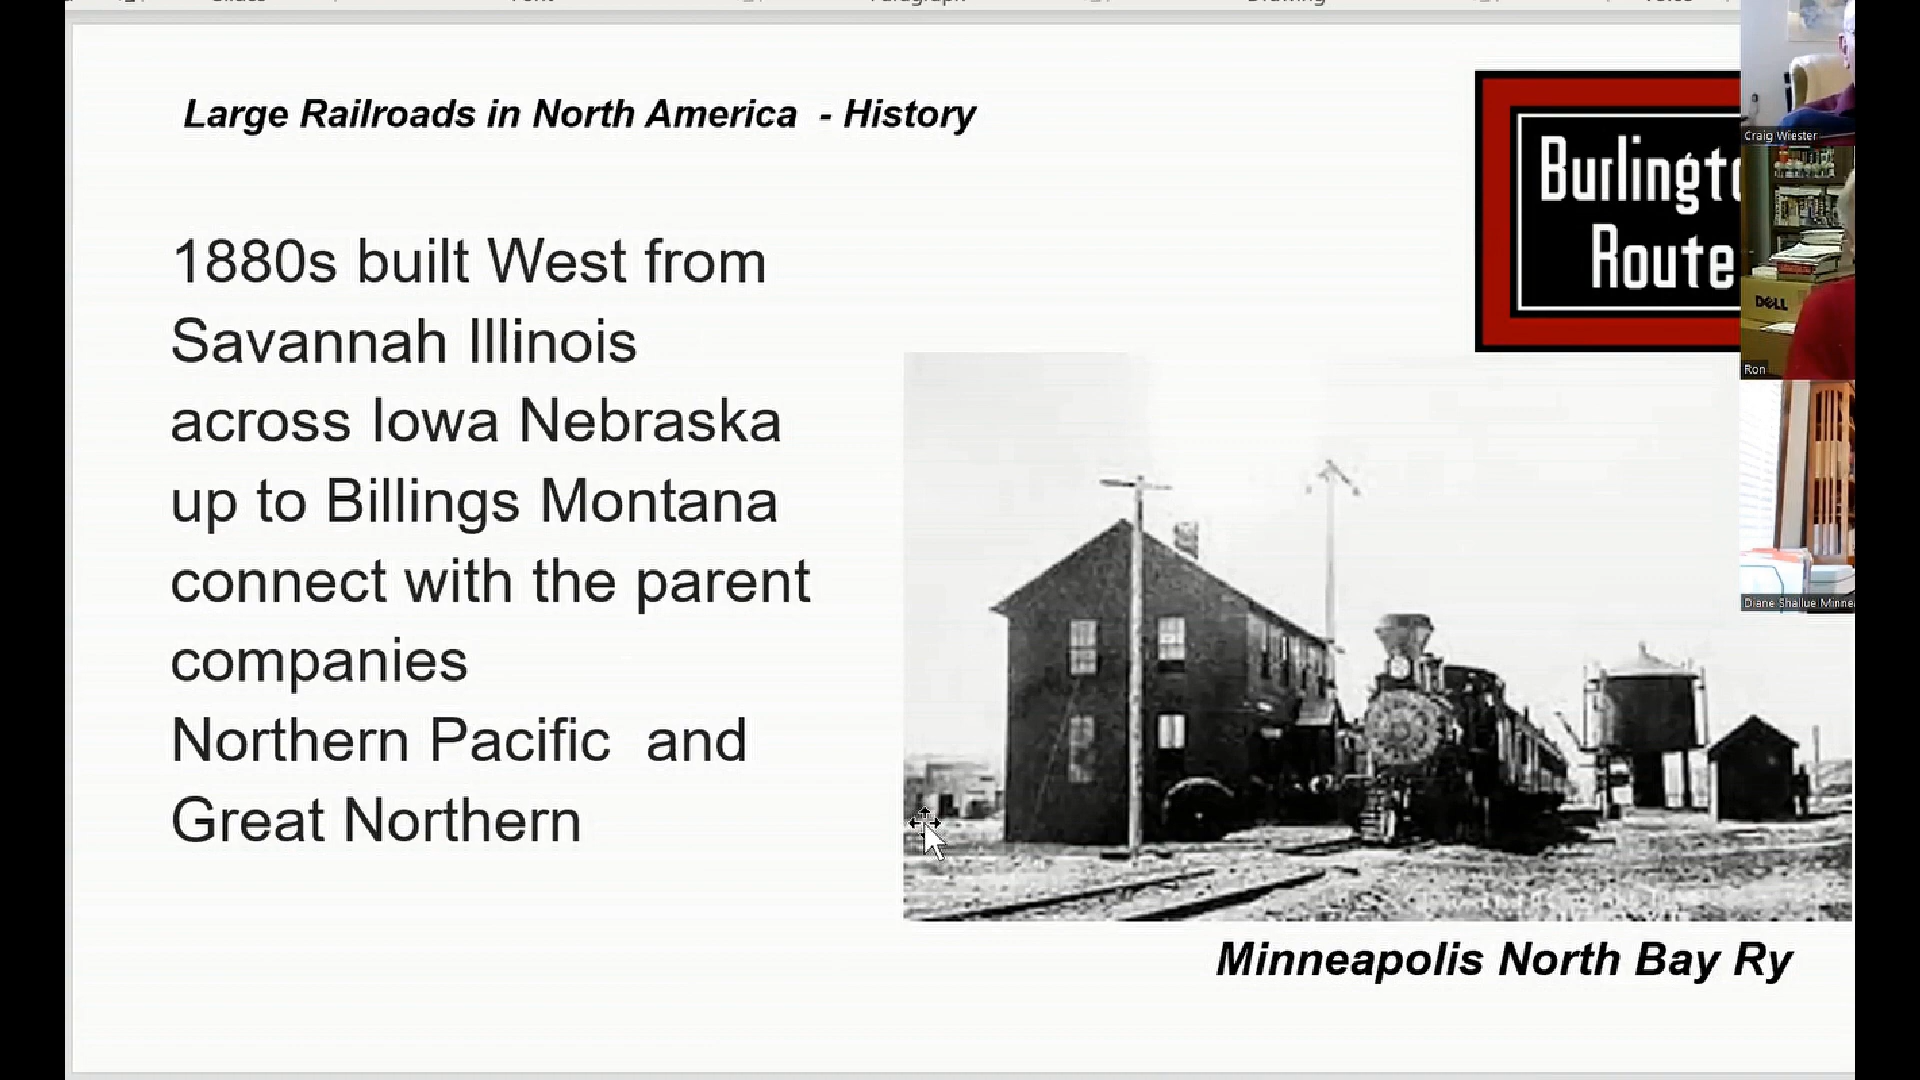 Large Railroads in North America - History
1880s built West from
Savannah Illinois
across Iowa Nebraska
up to Billings Montana
connect with the parent
companies
Northern Pacific and
Great Northern
Route
Craig Wiester
DELL
Ron
Diane Shallue
Minneapolis North Bay Ry